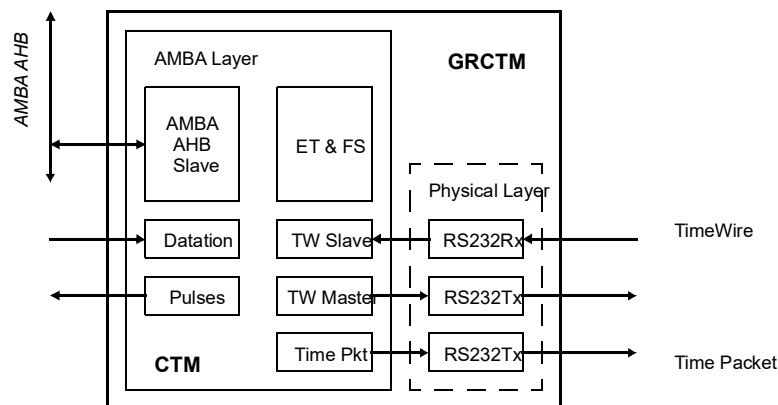 AMBA AHB
AMBA Layer
GRCTM
AMBA
AHB
Slave
ET & FS
Physical Layer
Datation
TW Slave
RS232Rx
TimeWire
Pulses
TW Master
RS232Tx
CTM
Time Pkt
RS232Tx
Time Packet